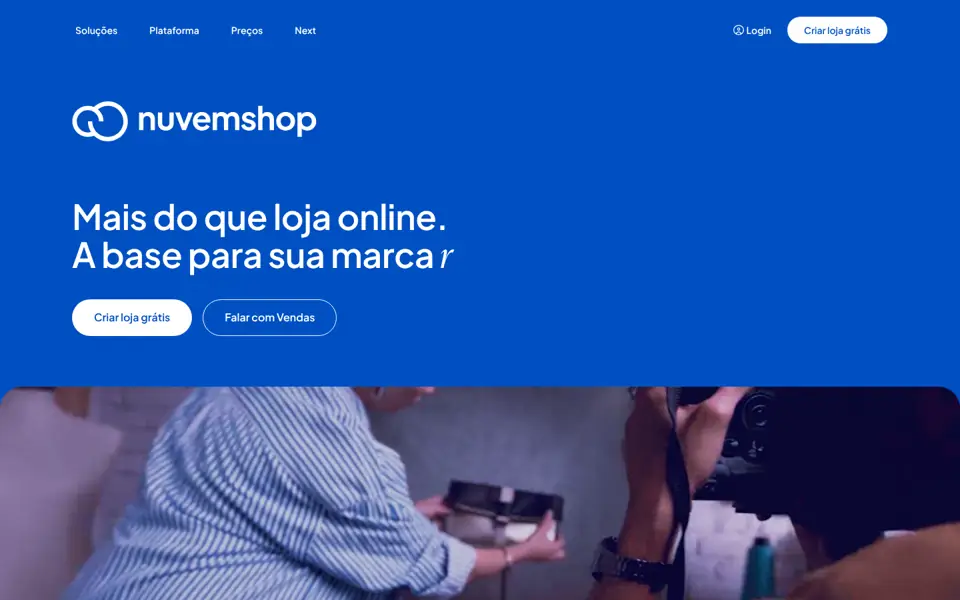 Soluções
Plataforma
Preços
Next
Login
Criar loja grátis
nuvemshop
Mais do que loja online.
A base para sua marca r
Criar loja grátis
Falar com Vendas